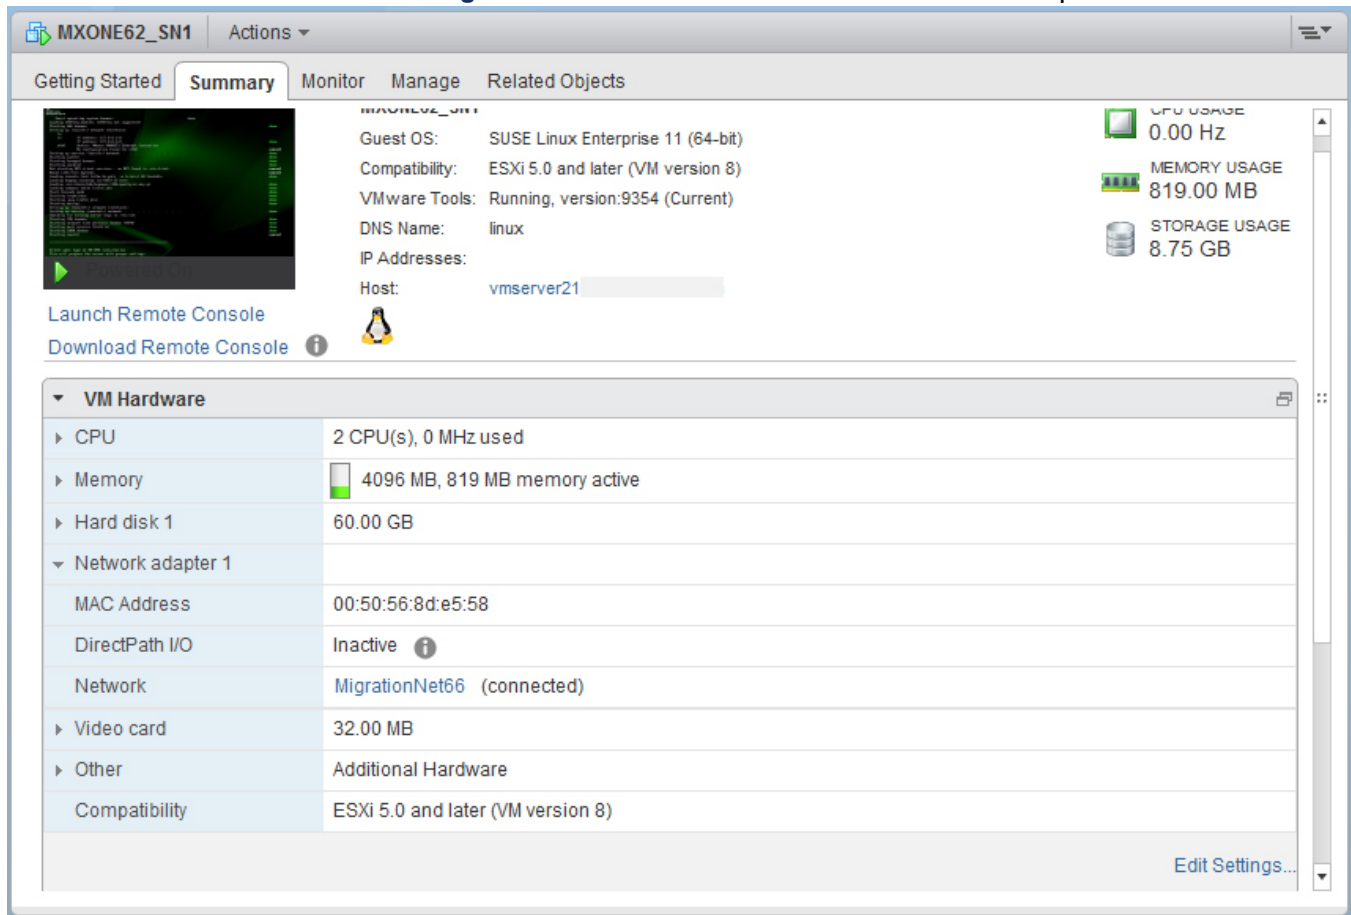 MXONE62_SN1 Actions
Getting Started Summary Monitor Manage Related Objects
MXONE62_SN1
Guest OS: SUSE Linux Enterprise 11 (64-bit)
Compatibility: ESXi 5.0 and later (VM version 8)
VMware Tools: Running, version:9354 (Current)
DNS Name: linux
IP Addresses:
Host: vmserver21
CPU USAGE
0.00 Hz
MEMORY USAGE
819.00 MB
STORAGE USAGE
8.75 GB
Powered On
Launch Remote Console
Download Remote Console
VM Hardware
CPU 2 CPU(s), 0 MHz used
Memory 4096 MB, 819 MB memory active
Hard disk 1 60.00 GB
Network adapter 1
MAC Address 00:50:56:8d:e5:58
DirectPath I/O Inactive
Network MigrationNet66 (connected)
Video card 32.00 MB
Other Additional Hardware
Compatibility ESXi 5.0 and later (VM version 8)
Edit Settings...